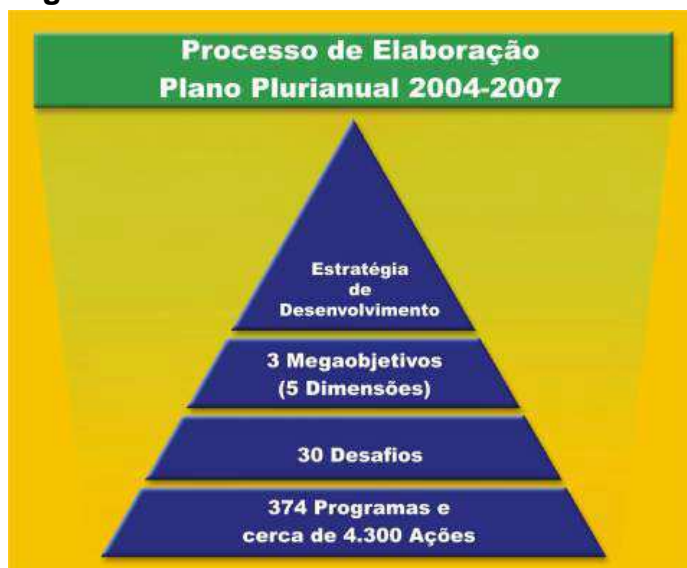 Processo de Elaboração
Plano Plurianual 2004-2007
Estratégia
de
Desenvolvimento
3 Megaobjetivos
(5 Dimensões)
30 Desafios
374 Programas e
cerca de 4.300 Ações